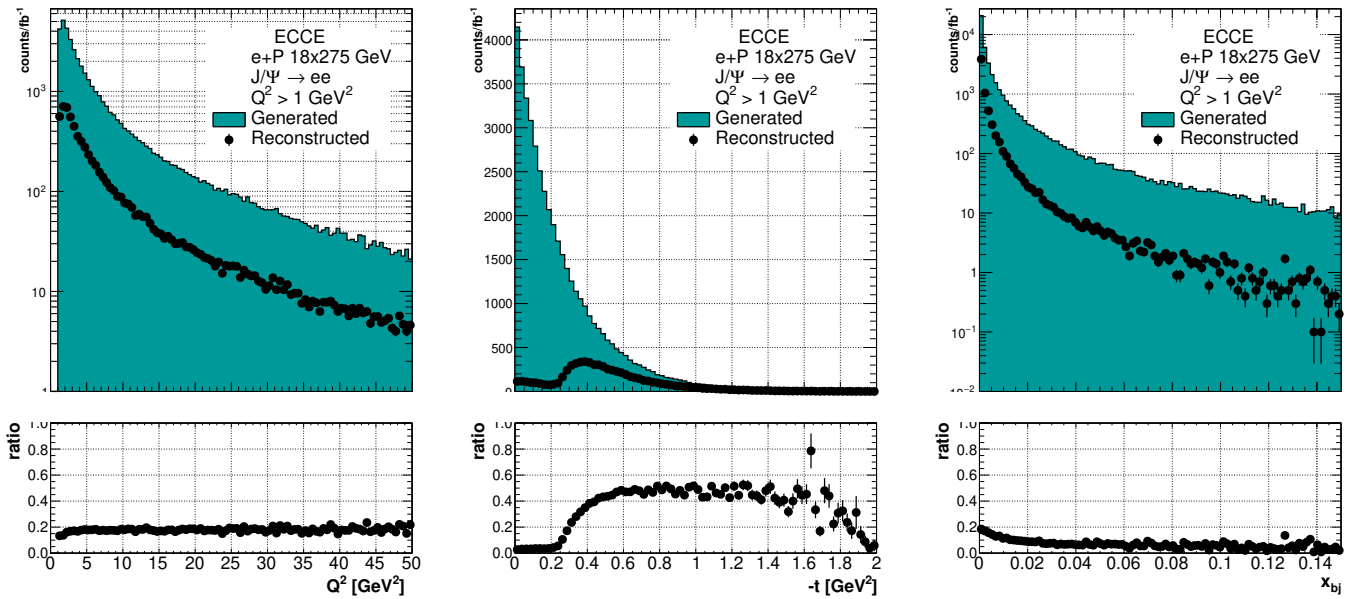 counts/fb⁻¹
ECCE
e+P 18x275 GeV
J/Ψ → ee
Q² > 1 GeV²
Generated
Reconstructed
10³
10²
10
1
ratio
1.0
0.8
0.6
0.4
0.2
0.0
0 5 10 15 20 25 30 35 40 45 50
Q² [GeV²]
counts/fb⁻¹
ECCE
e+P 18x275 GeV
J/Ψ → ee
Q² > 1 GeV²
Generated
Reconstructed
4000
3500
3000
2500
2000
1500
1000
500
0
ratio
1.0
0.8
0.6
0.4
0.2
0.0
0 0.2 0.4 0.6 0.8 1 1.2 1.4 1.6 1.8 2
-t [GeV²]
counts/fb⁻¹
ECCE
e+P 18x275 GeV
J/Ψ → ee
Q² > 1 GeV²
Generated
Reconstructed
10⁴
10³
10²
10
1
10⁻¹
10⁻²
ratio
1.0
0.8
0.6
0.4
0.2
0.0
0 0.02 0.04 0.06 0.08 0.1 0.12 0.14
x_bj